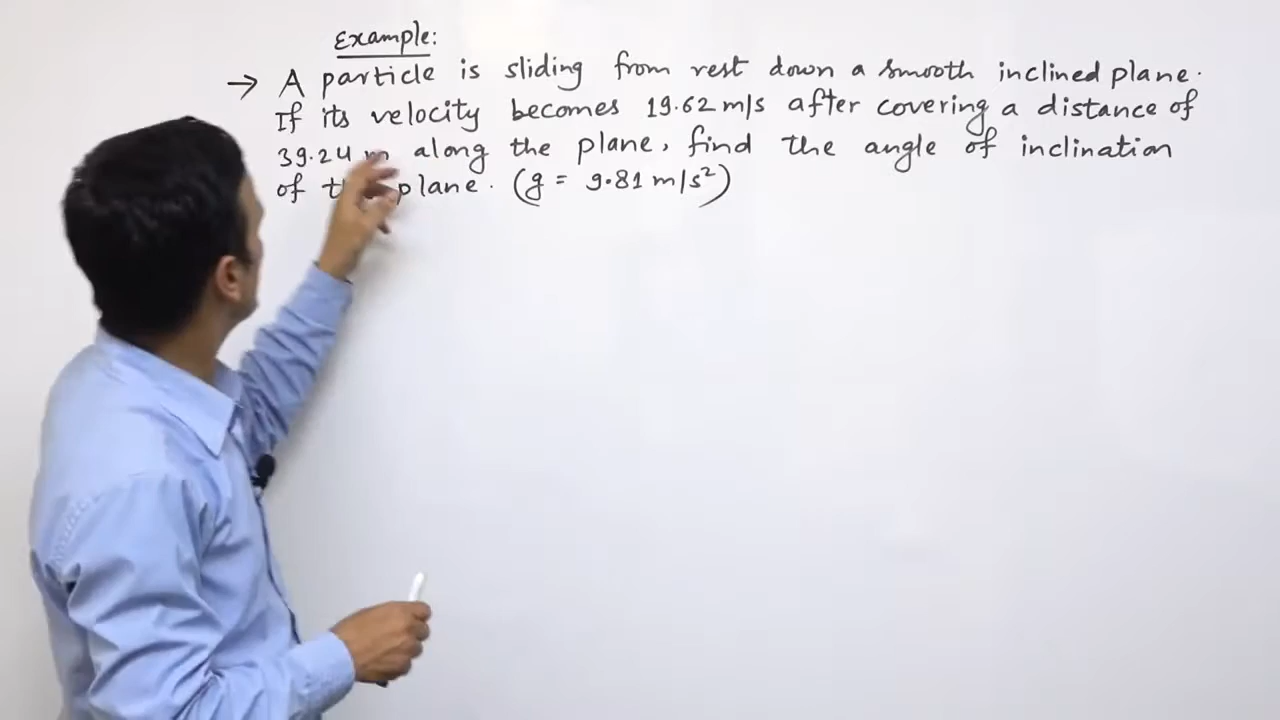 Example:
→ A particle is sliding from rest down a smooth inclined plane.
If its velocity becomes 19.62 m/s after covering a distance of
39.24 m along the plane, find the angle of inclination
of the plane. (g = 9.81 m/s²)